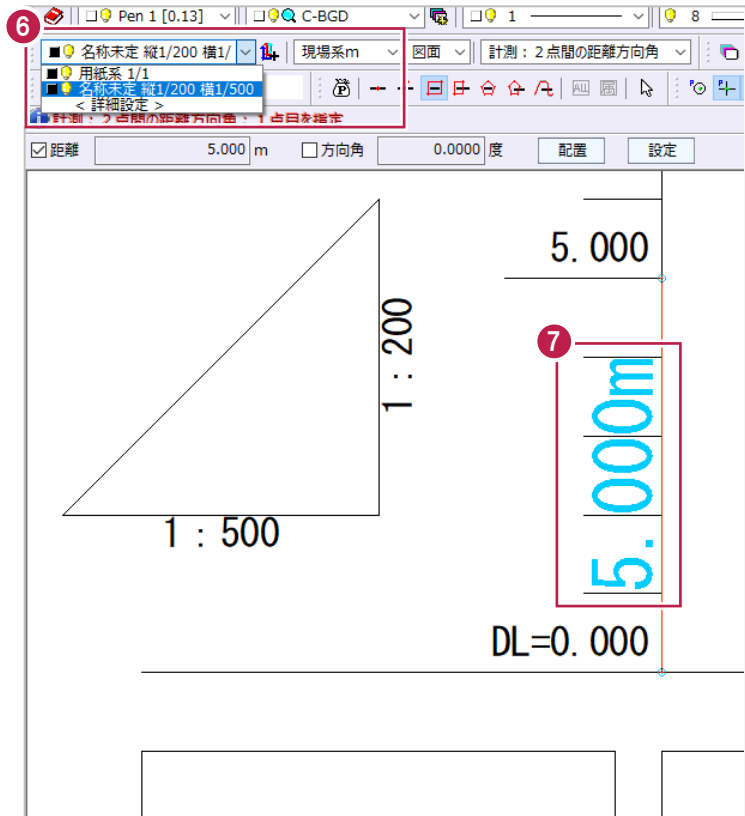 Pen 1 [0.13] C-BGD 1 8
6
名称未定 縦1/200 横1/ 現場系m 図面 計測：２点間の距離方向角
用紙系 1/1
名称未定 縦1/200 横1/500
< 詳細設定 >
ALL 属
計測：２点間の距離方向角：１点目を指定
距離 5.000 m 方向角 0.0000 度 配置 設定
5.000
1：200
7
5.000m
1：500
DL=0.000